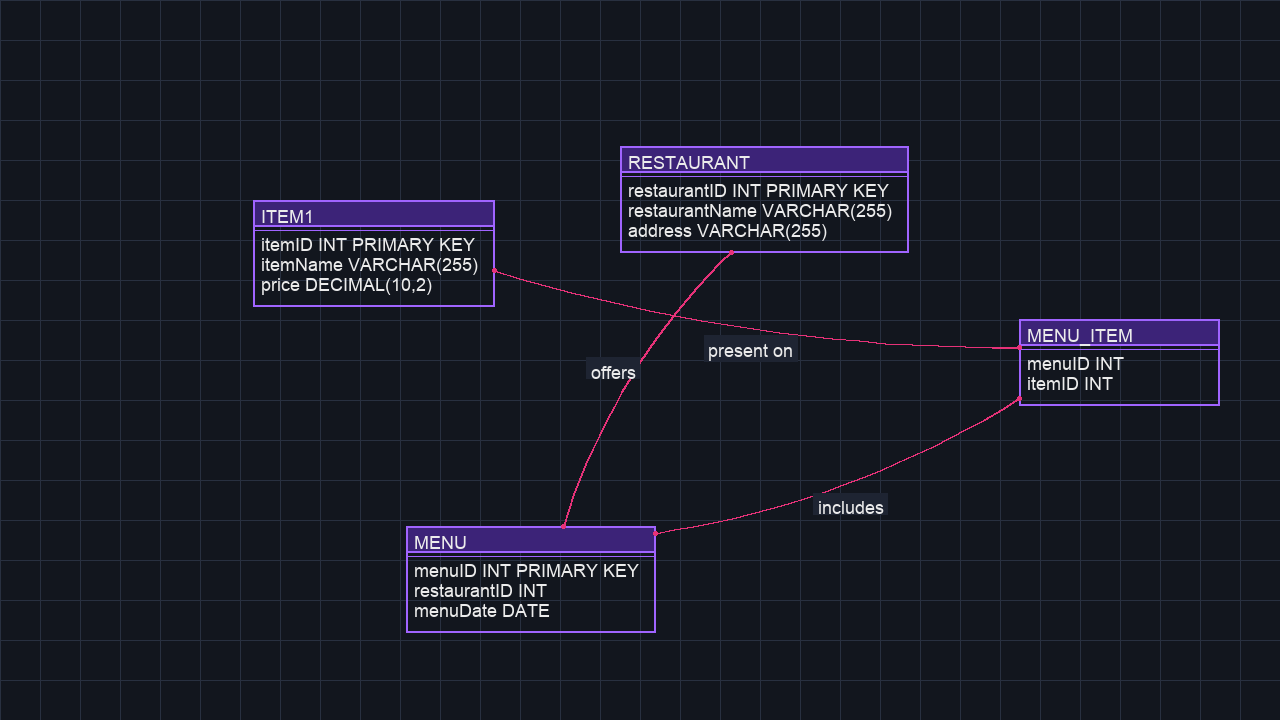 RESTAURANT
restaurantID INT PRIMARY KEY
restaurantName VARCHAR(255)
address VARCHAR(255)
ITEM1
itemID INT PRIMARY KEY
itemName VARCHAR(255)
price DECIMAL(10,2)
MENU_ITEM
menuID INT
itemID INT
present on
offers
includes
MENU
menuID INT PRIMARY KEY
restaurantID INT
menuDate DATE